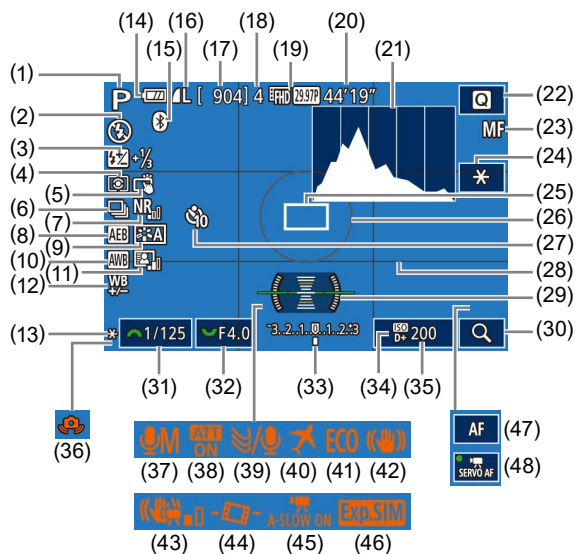 (14) (16) (17) (18) (20)
(15) (19) (21)
(1) P L [ 904] 4 FHD 29.97P 44'19" Q (22)
(2) MF (23)
(3) +1/3 (24)
(4) *
(5) (25)
(6) NR (26)
(7) 10
(8) AEB A (27)
(9)
(10) AWB (28)
(11)
(12) WB +/- (29)
(13) * 1/125 F4.0 -3..2..1..0..1..2..+3 ISO D+ 200 (30)
(31) (32) (33) (34) (35)
(36)
M ATT ON ECO AF (47)
(37) (38) (39) (40) (41) (42) SERVO AF (48)
A-SLOW ON Exp.SIM
(43) (44) (45) (46)